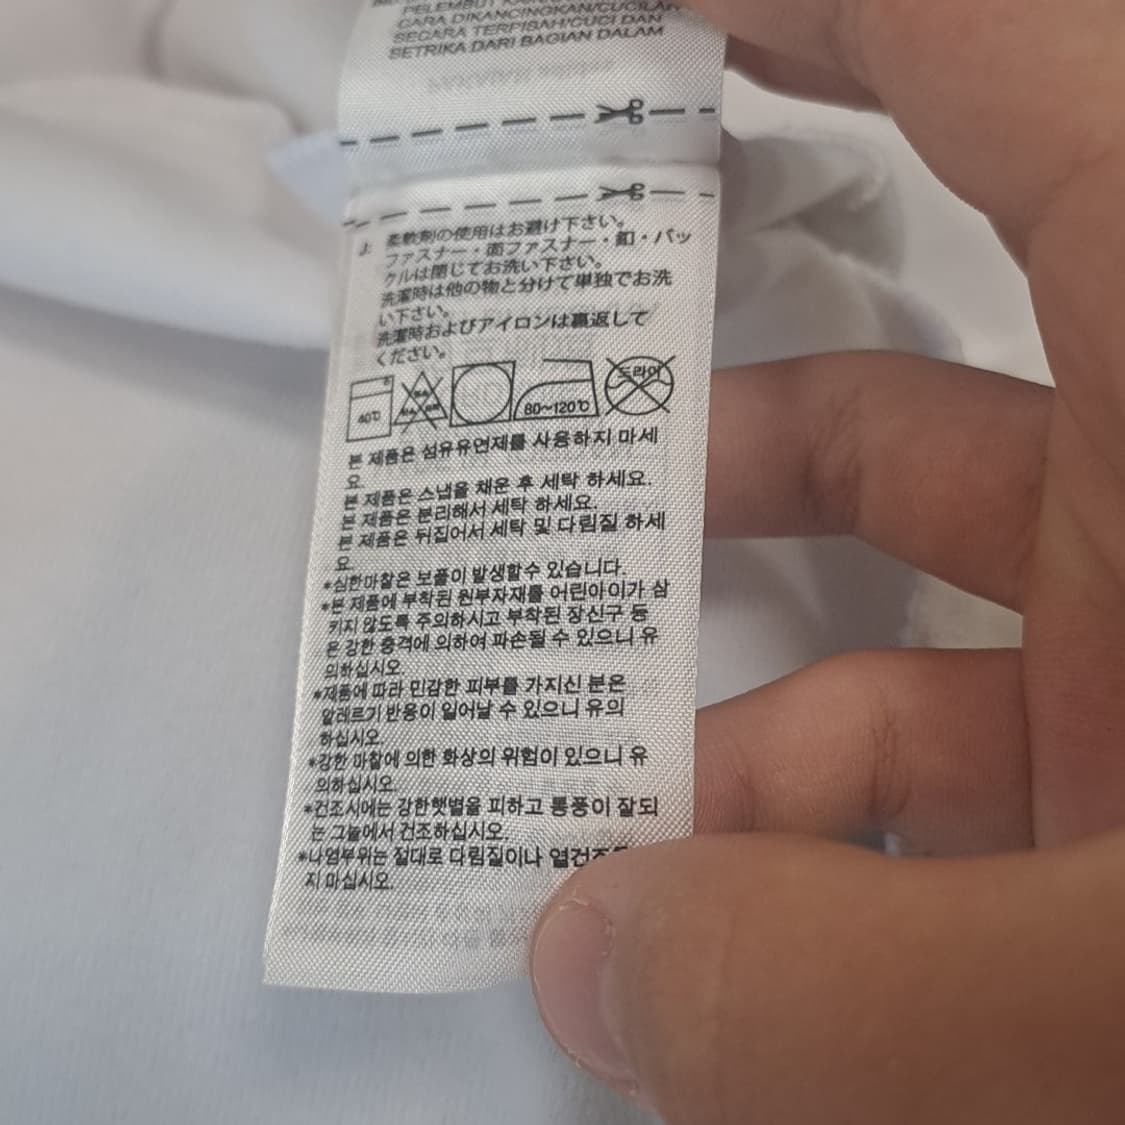 PELEMBUT
CARA DIKANCINGKAN/CUCILAH
SECARA TERPISAH/CUCI DAN
SETRIKA DARI BAGIAN DALAM
J: 柔軟剤の使用はお避け下さい。
ファスナー・面ファスナー・釦・バッ
クルは閉じてお洗い下さい。
洗濯時は他の物と分けて単独でお洗
い下さい。
洗濯時およびアイロンは裏返して
ください。
40℃ 80~120℃ 드라이
본 제품은 섬유유연제를 사용하지 마세
요.
본 제품은 스냅을 채운 후 세탁 하세요.
본 제품은 분리해서 세탁 하세요.
본 제품은 뒤집어서 세탁 및 다림질 하세
요.
*심한마찰은 보풀이 발생할수 있습니다.
*본 제품에 부착된 원부자재를 어린아이가 삼
키지 않도록 주의하시고 부착된 장신구 등
은 강한 충격에 의하여 파손될 수 있으니 유
의하십시오
*제품에 따라 민감한 피부를 가지신 분은
알레르기 반응이 일어날 수 있으니 유의
하십시오.
*강한 마찰에 의한 화상의 위험이 있으니 유
의하십시오.
*건조시에는 강한햇볕을 피하고 통풍이 잘되
는 그늘에서 건조하십시오.
*나염부위는 절대로 다림질이나
지 마십시오.